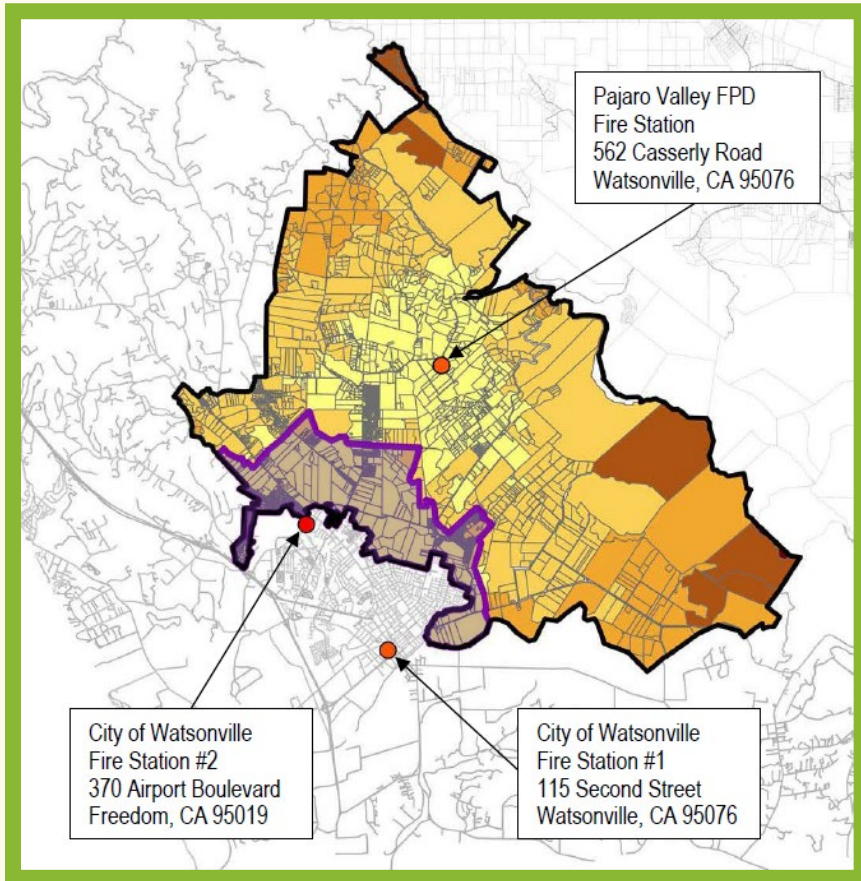 Pajaro Valley FPD
Fire Station
562 Casserly Road
Watsonville, CA 95076
City of Watsonville
Fire Station #2
370 Airport Boulevard
Freedom, CA 95019
City of Watsonville
Fire Station #1
115 Second Street
Watsonville, CA 95076